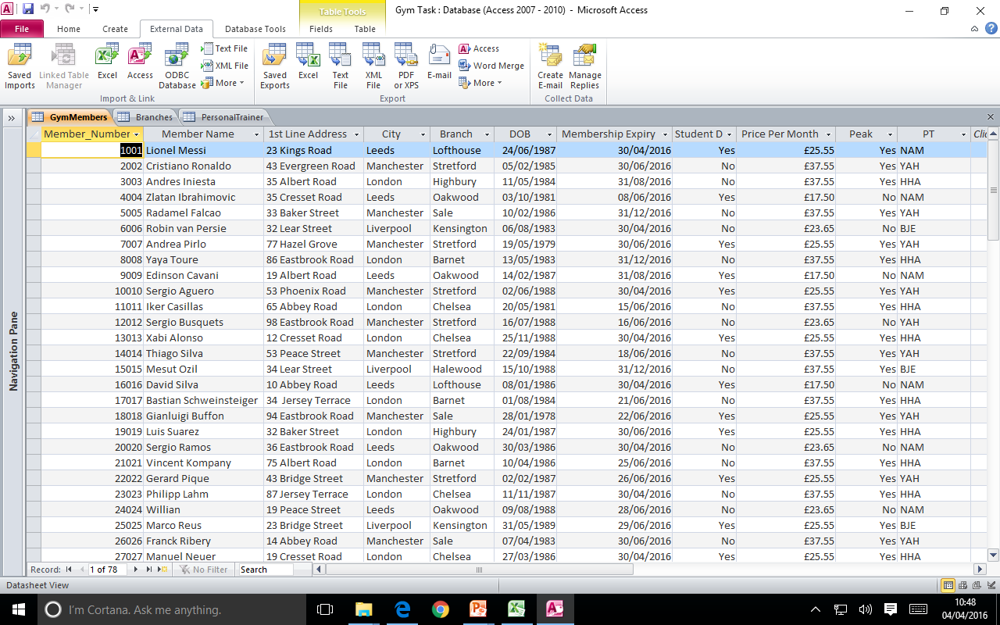 Table Tools
Gym Task : Database (Access 2007 - 2010) - Microsoft Access
File Home Create External Data Database Tools Fields Table
Saved Imports
Linked Table Manager
Excel
Access
ODBC Database
Text File
XML File
More
Import & Link
Saved Exports
Excel
Text File
XML File
PDF or XPS
E-mail
Access
Word Merge
More
Export
Create E-mail
Manage Replies
Collect Data
GymMembers Branches PersonalTrainer
Member_Number Member Name 1st Line Address City Branch DOB Membership Expiry Student D Price Per Month Peak PT
1001 Lionel Messi 23 Kings Road Leeds Lofthouse 24/06/1987 30/04/2016 Yes £25.55 Yes NAM
2002 Cristiano Ronaldo 43 Evergreen Road Manchester Stretford 05/02/1985 30/06/2016 No £37.55 Yes YAH
3003 Andres Iniesta 35 Albert Road London Highbury 11/05/1984 31/08/2016 No £37.55 Yes HHA
4004 Zlatan Ibrahimovic 35 Cresset Road Leeds Oakwood 03/10/1981 08/06/2016 Yes £17.50 No NAM
5005 Radamel Falcao 33 Baker Street Manchester Sale 10/02/1986 31/12/2016 No £37.55 Yes YAH
6006 Robin van Persie 32 Lear Street Liverpool Kensington 06/08/1983 30/04/2016 No £23.65 No BJE
7007 Andrea Pirlo 77 Hazel Grove Manchester Stretford 19/05/1979 30/06/2016 Yes £25.55 Yes YAH
8008 Yaya Toure 86 Eastbrook Road London Barnet 13/05/1983 31/12/2016 No £37.55 Yes HHA
9009 Edinson Cavani 19 Albert Road Leeds Oakwood 14/02/1987 31/08/2016 Yes £17.50 No NAM
10010 Sergio Aguero 53 Phoenix Road Manchester Stretford 02/06/1988 30/04/2016 Yes £25.55 Yes YAH
11011 Iker Casillas 65 Abbey Road London Chelsea 20/05/1981 15/06/2016 No £37.55 Yes HHA
12012 Sergio Busquets 98 Eastbrook Road Manchester Stretford 16/07/1988 16/06/2016 No £23.65 No YAH
13013 Xabi Alonso 12 Cresset Road London Chelsea 25/11/1988 30/04/2016 Yes £25.55 Yes HHA
14014 Thiago Silva 53 Peace Street Manchester Stretford 22/09/1984 18/06/2016 No £37.55 Yes YAH
15015 Mesut Ozil 34 Lear Street Liverpool Halewood 15/10/1988 31/12/2016 No £37.55 Yes BJE
16016 David Silva 10 Abbey Road Leeds Lofthouse 08/01/1986 30/04/2016 Yes £17.50 No NAM
17017 Bastian Schweinsteiger 34 Jersey Terrace London Barnet 01/08/1984 21/06/2016 No £37.55 Yes HHA
18018 Gianluigi Buffon 94 Eastbrook Road Manchester Sale 28/01/1978 22/06/2016 Yes £25.55 Yes YAH
19019 Luis Suarez 32 Baker Street London Highbury 24/01/1987 30/06/2016 Yes £25.55 Yes HHA
20020 Sergio Ramos 36 Eastbrook Road Leeds Oakwood 30/03/1986 30/04/2016 No £23.65 No NAM
21021 Vincent Kompany 75 Albert Road London Barnet 10/04/1986 25/06/2016 No £37.55 Yes HHA
22022 Gerard Pique 43 Bridge Street Manchester Stretford 02/02/1987 26/06/2016 Yes £25.55 Yes YAH
23023 Philipp Lahm 87 Jersey Terrace London Chelsea 11/11/1987 30/04/2016 No £37.55 Yes HHA
24024 Willian 19 Peace Street Leeds Oakwood 09/08/1988 28/06/2016 No £23.65 No NAM
25025 Marco Reus 23 Bridge Street Liverpool Kensington 31/05/1989 29/06/2016 Yes £25.55 Yes BJE
26026 Franck Ribery 14 Abbey Road Manchester Sale 07/04/1983 30/06/2016 No £37.55 Yes YAH
27027 Manuel Neuer 19 Cresset Road London Chelsea 27/03/1986 30/04/2016 Yes £25.55 Yes HHA
Navigation Pane
Record: 1 of 78 No Filter Search
Datasheet View
I'm Cortana. Ask me anything.
10:48
04/04/2016